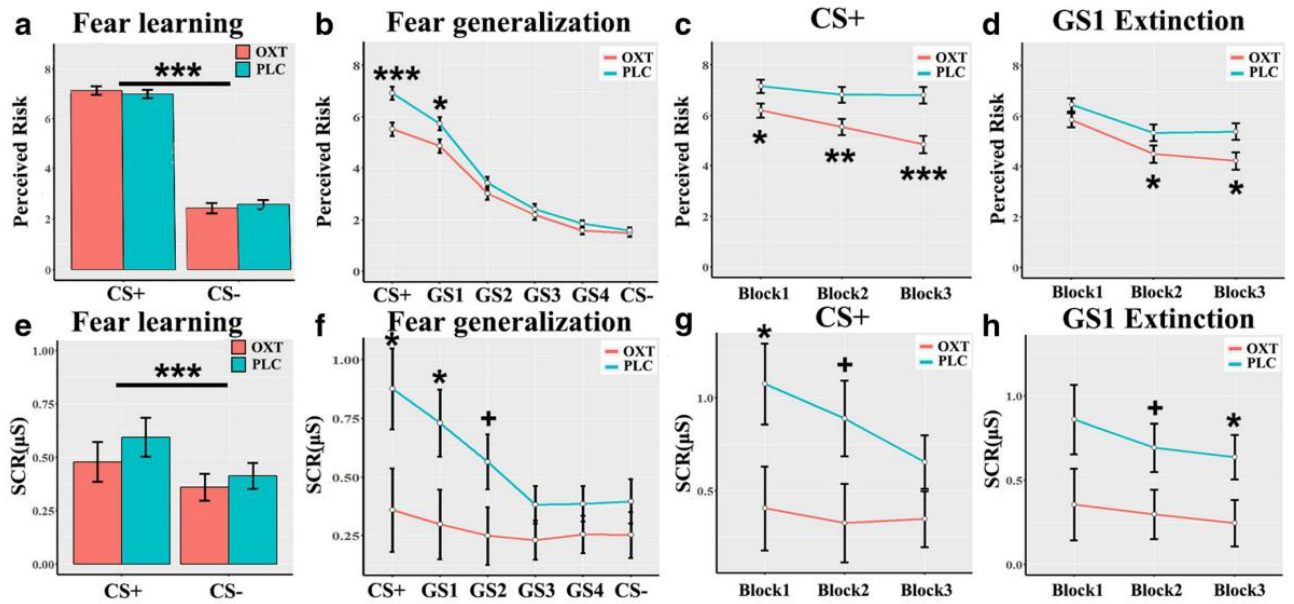 a
Fear learning
OXT
PLC
***
Perceived Risk
8
6
4
2
0
CS+ CS-
b
Fear generalization
OXT
PLC
***
*
Perceived Risk
8
6
4
2
0
CS+ GS1 GS2 GS3 GS4 CS-
c
CS+
OXT
PLC
*
**
***
Perceived Risk
8
6
4
2
0
Block1 Block2 Block3
d
GS1 Extinction
OXT
PLC
+
*
*
Perceived Risk
8
6
4
2
0
Block1 Block2 Block3
e
Fear learning
OXT
PLC
***
SCR(μS)
1.00
0.75
0.50
0.25
0.00
CS+ CS-
f
Fear generalization
OXT
PLC
*
*
+
SCR(μS)
1.00
0.75
0.50
0.25
CS+ GS1 GS2 GS3 GS4 CS-
g
CS+
OXT
PLC
*
+
SCR(μS)
1.0
0.5
Block1 Block2 Block3
h
GS1 Extinction
OXT
PLC
+
*
SCR(μS)
1.0
0.5
0.0
Block1 Block2 Block3